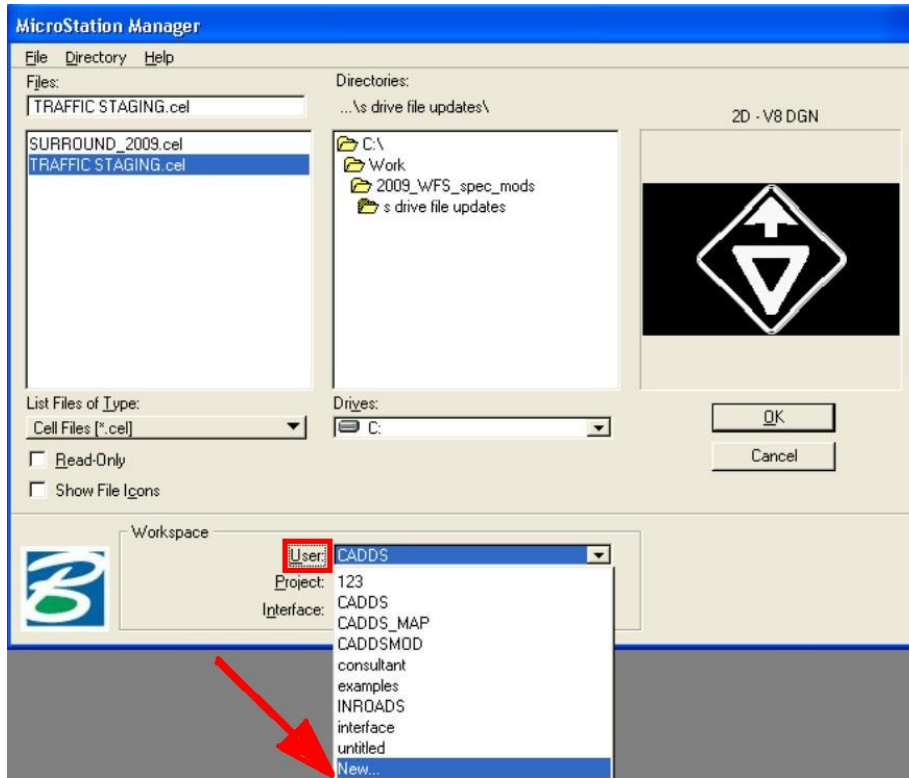 MicroStation Manager
File Directory Help
Files:
TRAFFIC STAGING.cel
SURROUND_2009.cel
TRAFFIC STAGING.cel
List Files of Type:
Cell Files [*.cel]
Read-Only
Show File Icons
Directories:
...\s drive file updates\
C:\
Work
2009_WFS_spec_mods
s drive file updates
Drives:
C:
2D - V8 DGN
OK
Cancel
Workspace
User: CADDS
Project:
Interface:
123
CADDS
CADDS_MAP
CADDSMOD
consultant
examples
INROADS
interface
untitled
New...